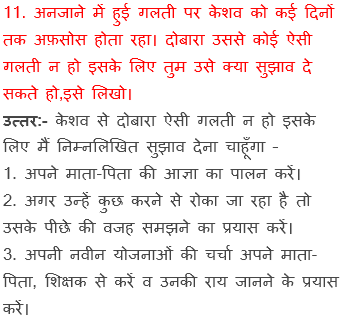 11. अनजाने में हुई गलती पर केशव को कई दिनों
तक अफ़सोस होता रहा। दोबारा उससे कोई ऐसी
गलती न हो इसके लिए तुम उसे क्या सुझाव दे
सकते हो,इसे लिखो।
उत्तर:- केशव से दोबारा ऐसी गलती न हो इसके
लिए मैं निम्नलिखित सुझाव देना चाहूँगा –
1. अपने माता-पिता की आज्ञा का पालन करें।
2. अगर उन्हें कुछ करने से रोका जा रहा है तो
उसके पीछे की वजह समझने का प्रयास करें।
3. अपनी नवीन योजनाओं की चर्चा अपने माता-
पिता, शिक्षक से करें व उनकी राय जानने के प्रयास
करें।